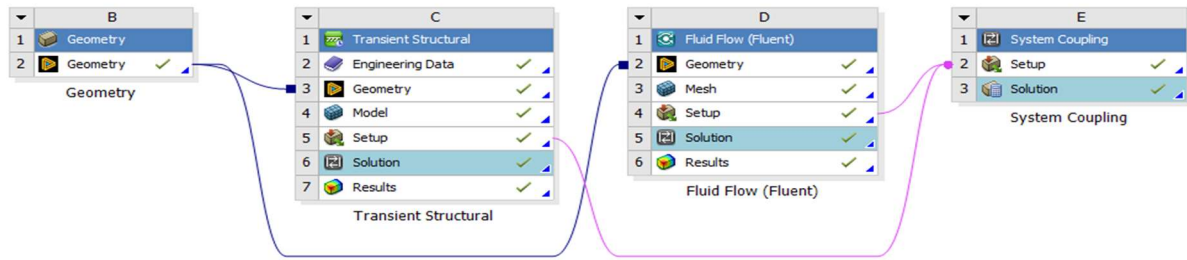 B
1 Geometry
2 Geometry
Geometry
C
1 Transient Structural
2 Engineering Data
3 Geometry
4 Model
5 Setup
6 Solution
7 Results
Transient Structural
D
1 Fluid Flow (Fluent)
2 Geometry
3 Mesh
4 Setup
5 Solution
6 Results
Fluid Flow (Fluent)
E
1 System Coupling
2 Setup
3 Solution
System Coupling